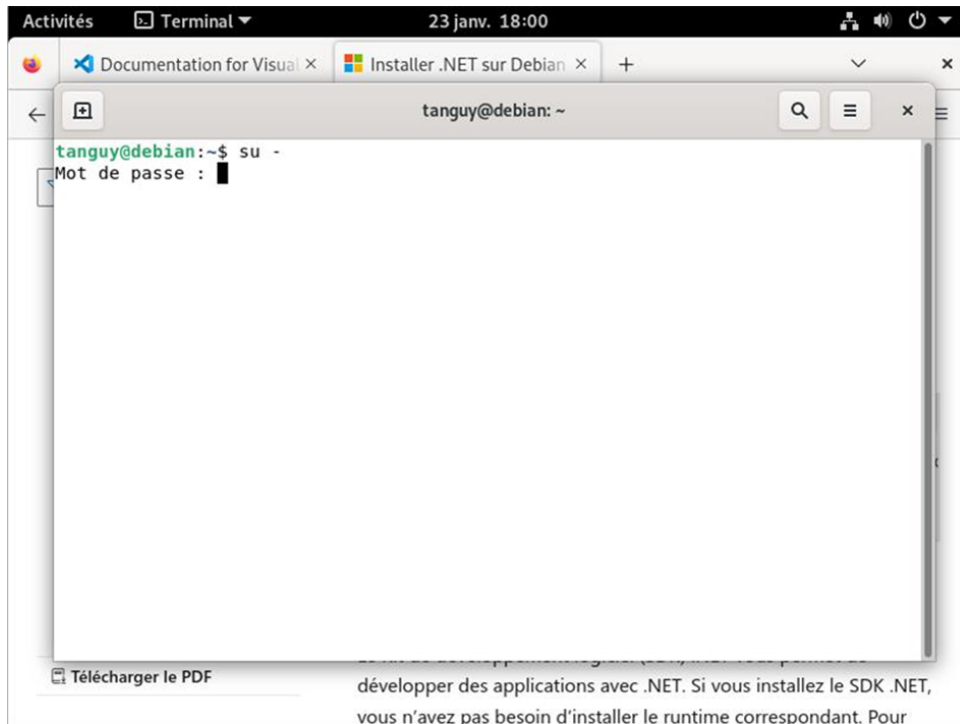 Activités Terminal 23 janv. 18:00
Documentation for Visual Installer .NET sur Debian
tanguy@debian: ~
tanguy@debian:~$ su -
Mot de passe :
Télécharger le PDF
développer des applications avec .NET. Si vous installez le SDK .NET,
vous n’avez pas besoin d’installer le runtime correspondant. Pour